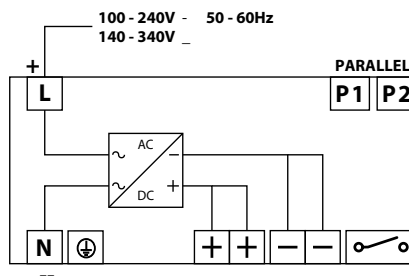 100 - 240V - 50 - 60Hz
140 - 340V _
+ PARALLEL
L P1 P2
AC
~ −
~ +
DC
N + + − −